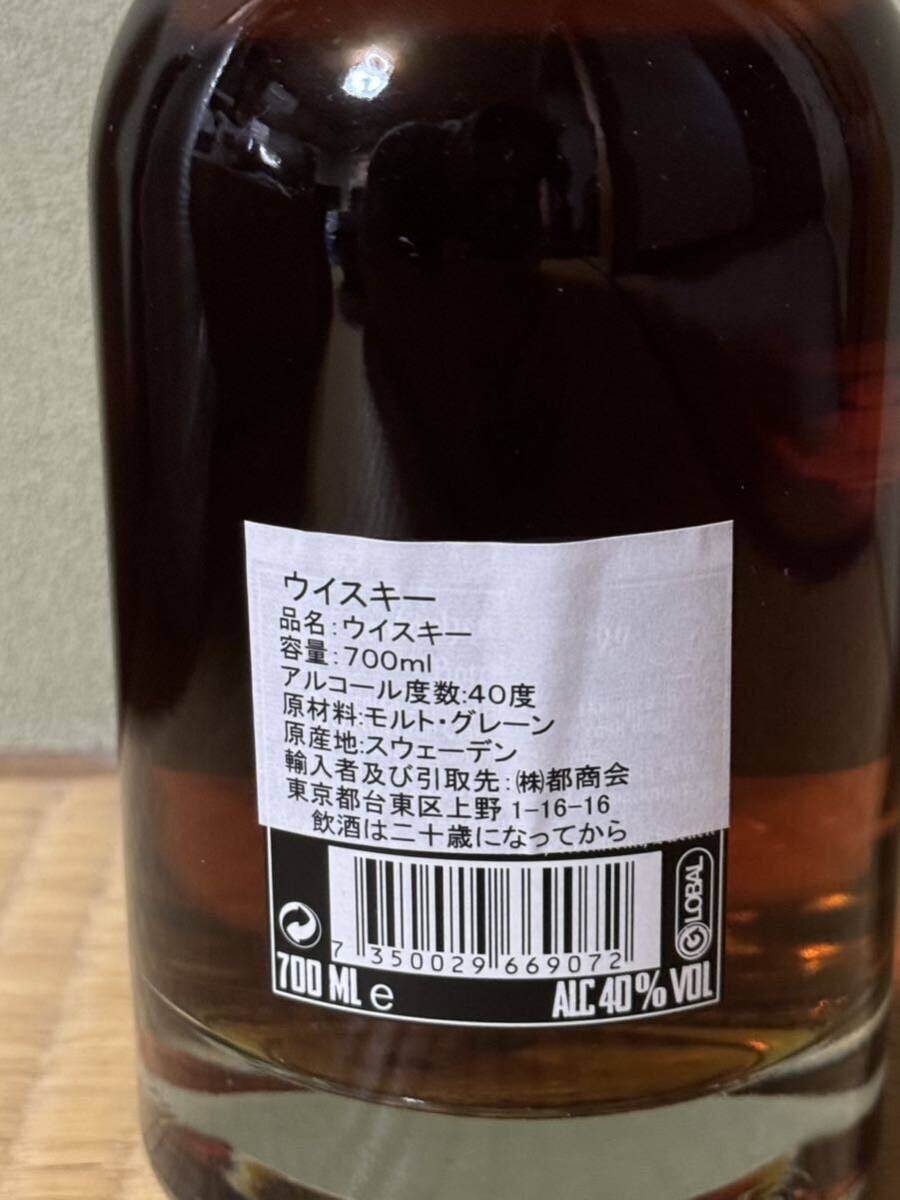 ウイスキー
品名:ウイスキー
容量:700ml
アルコール度数:40度
原材料:モルト・グレーン
原産地:スウェーデン
輸入者及び引取先:㈱都商会
東京都台東区上野 1-16-16
飲酒は二十歳になってから
GLOBAL
7 350029 669072
700 ML e
ALC 40% VOL